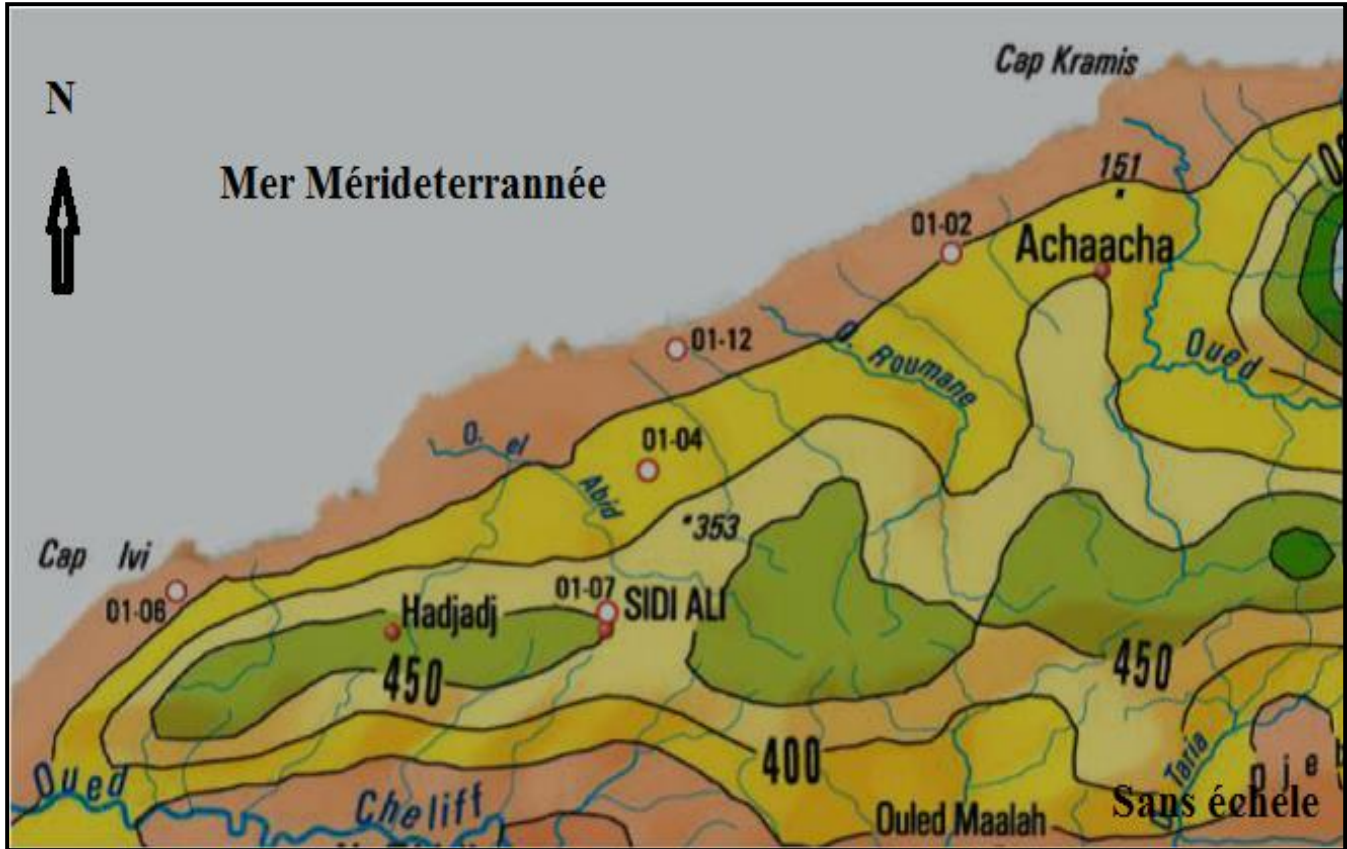 Cap Kramis
N
Mer Mérideterrannée
151
01-02
Achaacha
01-12
O. Roumane
Oued
01-04
O. el Abid
353
Cap Ivi
01-06
01-07
SIDI ALI
Hadjadj
450
450
400
Oued Cheliff
Taria
Djeb
Ouled Maalah
Sans échele